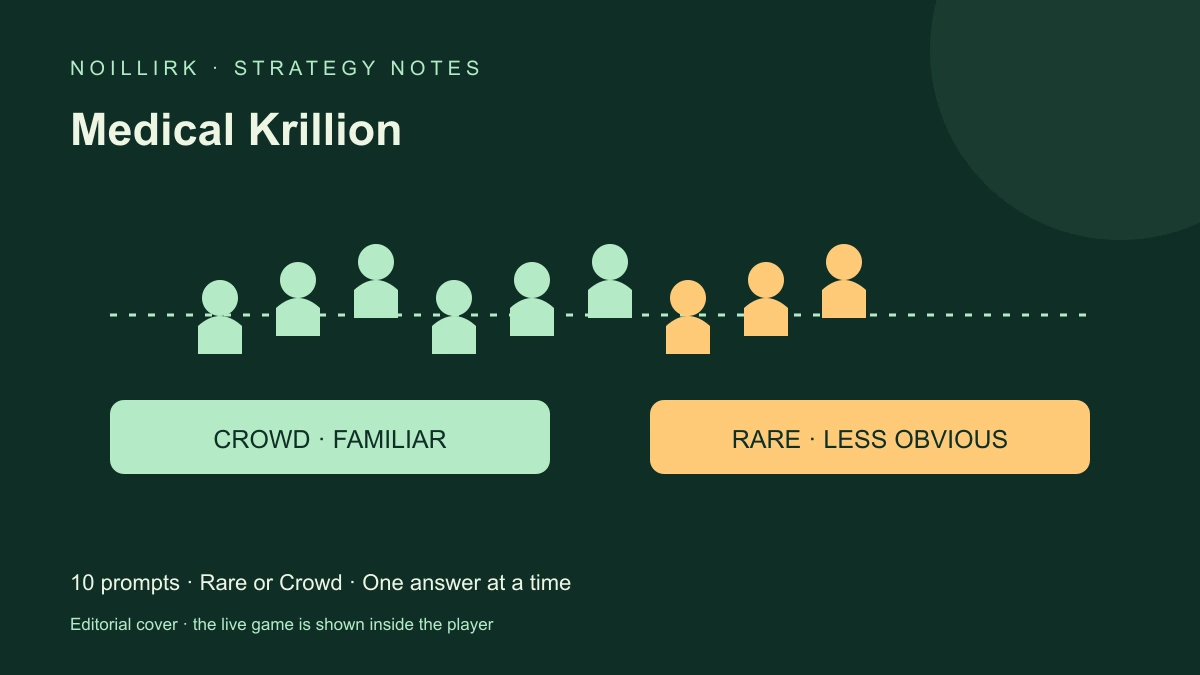 NOILLIRK · STRATEGY NOTES
Medical Krillion
CROWD · FAMILIAR
RARE · LESS OBVIOUS
10 prompts · Rare or Crowd · One answer at a time
Editorial cover · the live game is shown inside the player